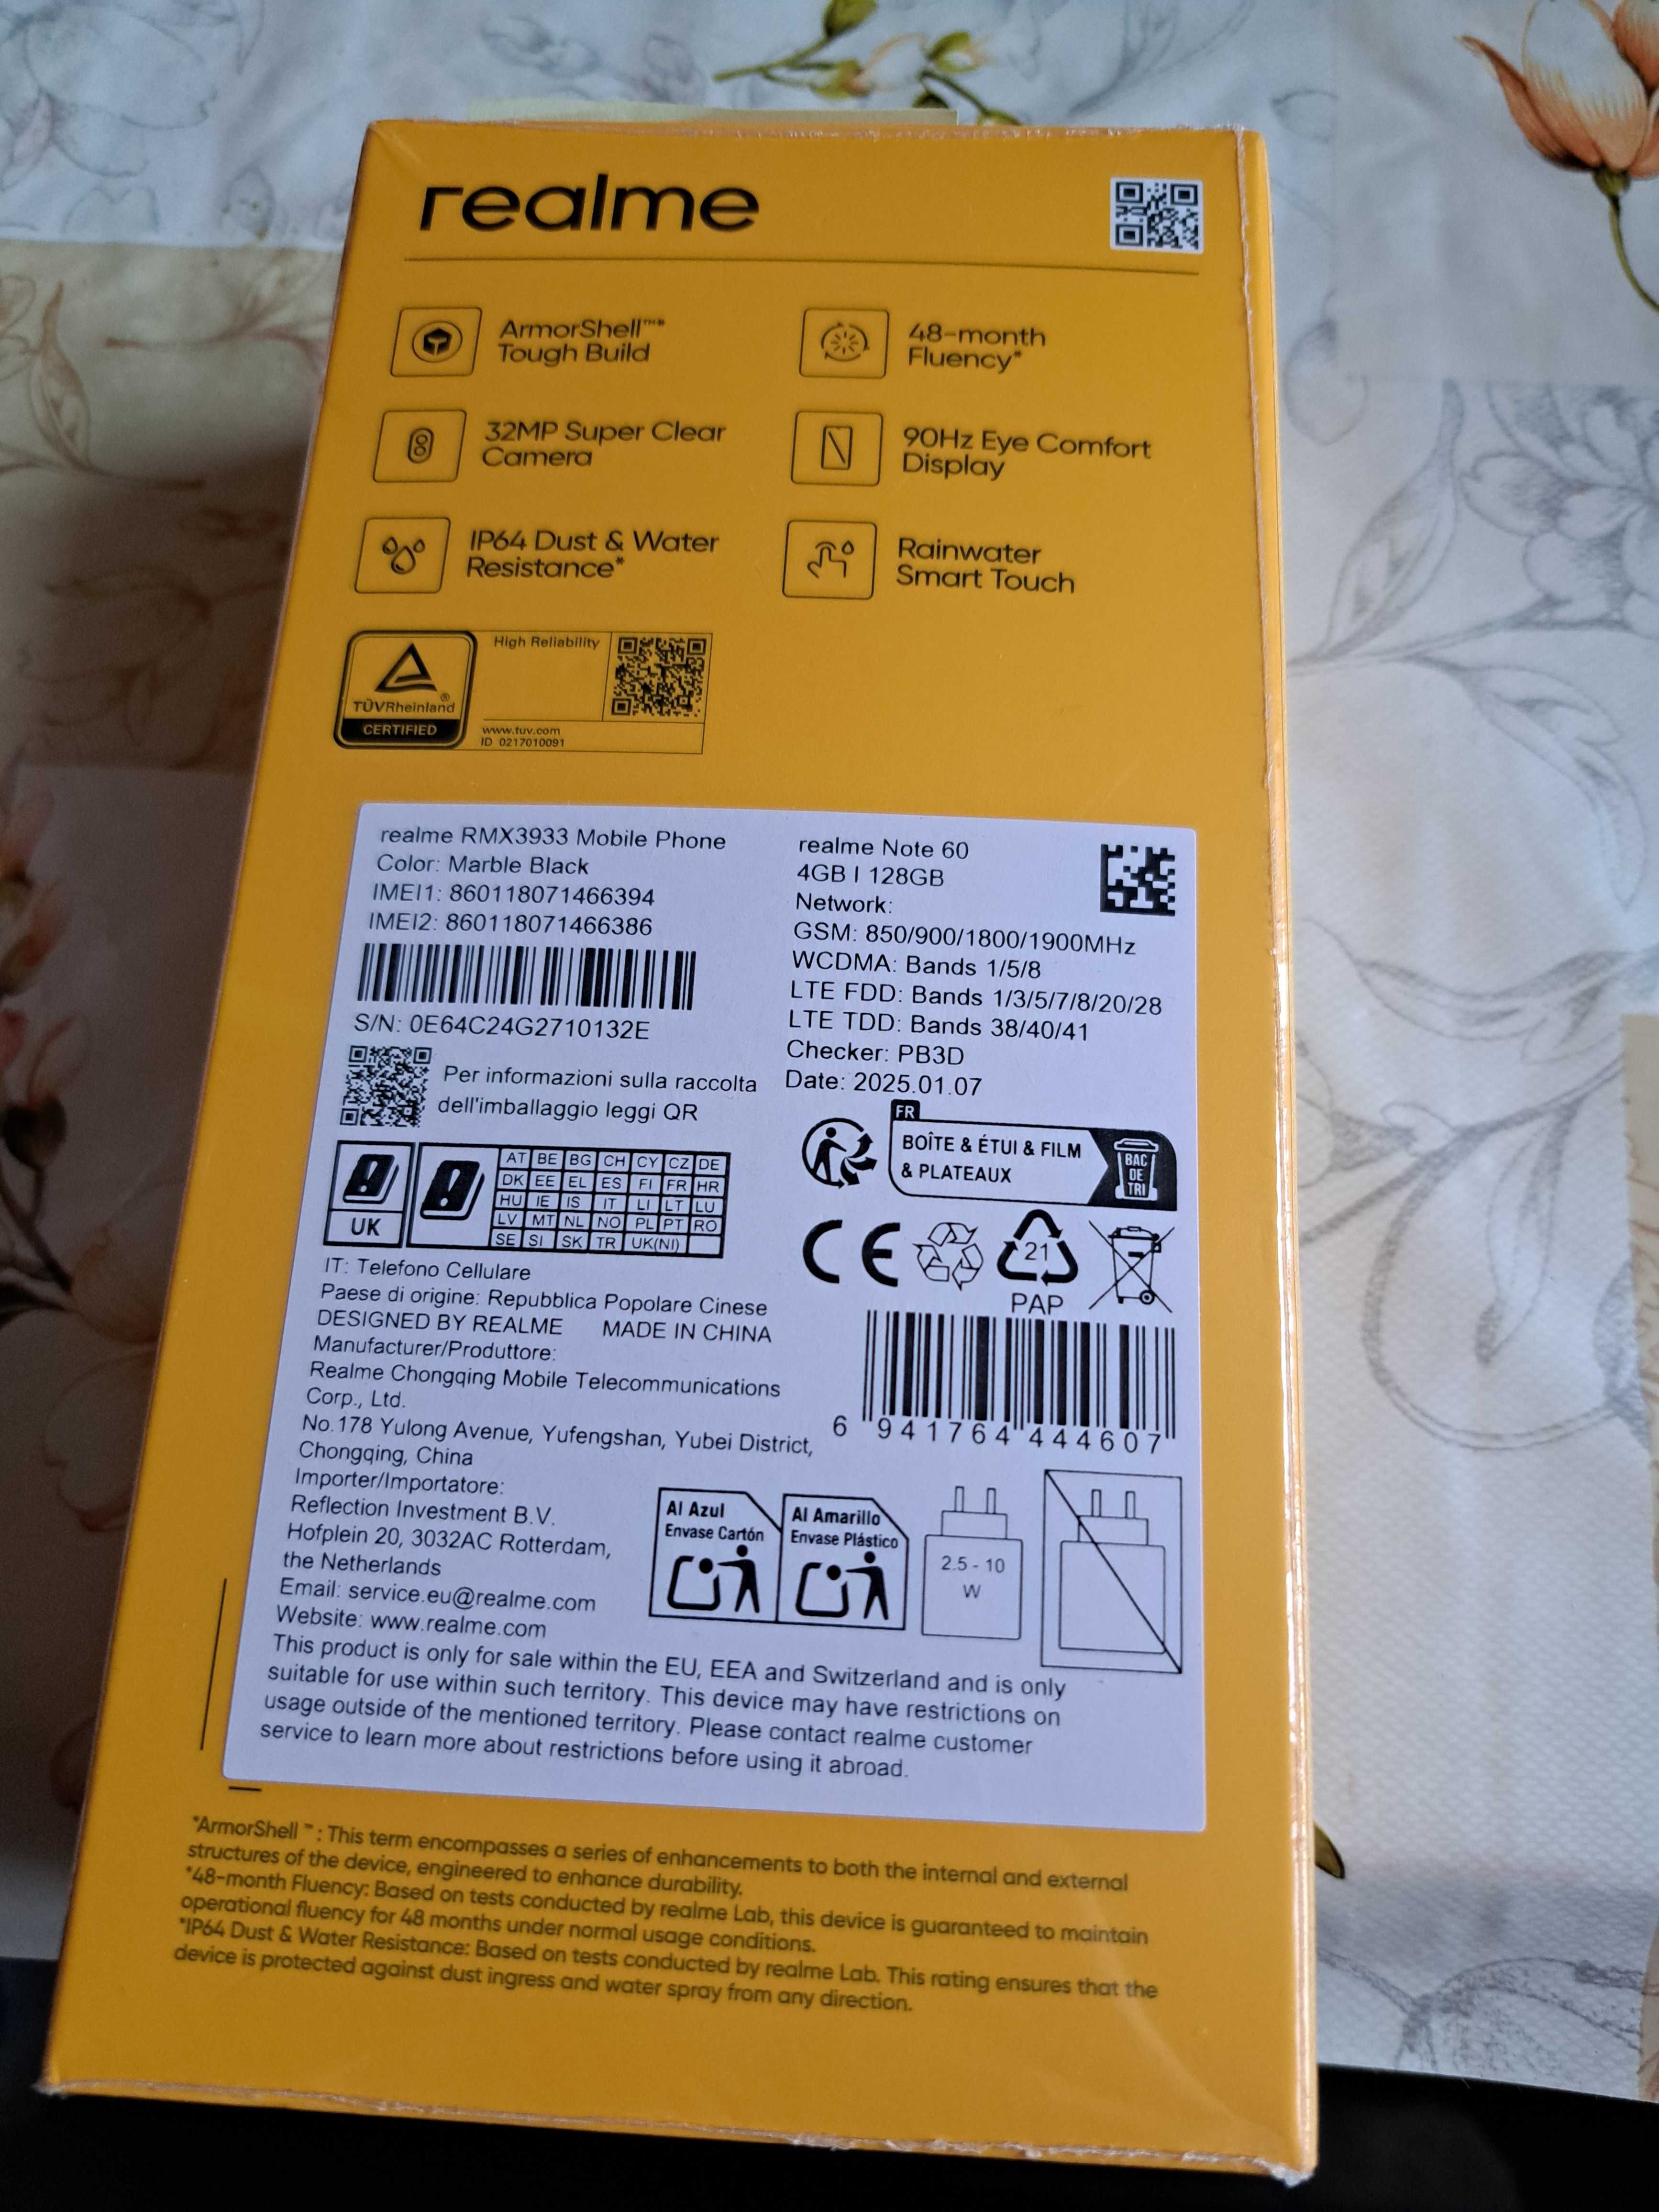 realme
ArmorShell™* 
Tough Build
48-month
Fluency*
32MP Super Clear
Camera
90Hz Eye Comfort
Display
IP64 Dust & Water
Resistance*
Rainwater
Smart Touch
TÜVRheinland®
CERTIFIED
High Reliability
www.tuv.com
ID 0217010091
realme RMX3933 Mobile Phone
Color: Marble Black
IMEI1: 860118071466394
IMEI2: 860118071466386
S/N: 0E64C24G2710132E
Per informazioni sulla raccolta
dell'imballaggio leggi QR
realme Note 60
4GB I 128GB
Network:
GSM: 850/900/1800/1900MHz
WCDMA: Bands 1/5/8
LTE FDD: Bands 1/3/5/7/8/20/28
LTE TDD: Bands 38/40/41
Checker: PB3D
Date: 2025.01.07
FR
BOÎTE & ÉTUI & FILM
& PLATEAUX
BAC
DE
TRI
UK
AT BE BG CH CY CZ DE
DK EE EL ES FI FR HR
HU IE IS IT LI LT LU
LV MT NL NO PL PT RO
SE SI SK TR UK(NI)
CE
21
PAP
IT: Telefono Cellulare
Paese di origine: Repubblica Popolare Cinese
DESIGNED BY REALME MADE IN CHINA
Manufacturer/Produttore:
Realme Chongqing Mobile Telecommunications
Corp., Ltd.
No.178 Yulong Avenue, Yufengshan, Yubei District,
Chongqing, China
Importer/Importatore:
Reflection Investment B.V.
Hofplein 20, 3032AC Rotterdam,
the Netherlands
Email: service.eu@realme.com
Website: www.realme.com
6 941764 444607
Al Azul
Envase Cartón
Al Amarillo
Envase Plástico
2.5 - 10
W
This product is only for sale within the EU, EEA and Switzerland and is only
suitable for use within such territory. This device may have restrictions on
usage outside of the mentioned territory. Please contact realme customer
service to learn more about restrictions before using it abroad.
*ArmorShell ™ : This term encompasses a series of enhancements to both the internal and external
structures of the device, engineered to enhance durability.
*48-month Fluency: Based on tests conducted by realme Lab, this device is guaranteed to maintain
operational fluency for 48 months under normal usage conditions.
*IP64 Dust & Water Resistance: Based on tests conducted by realme Lab. This rating ensures that the
device is protected against dust ingress and water spray from any direction.